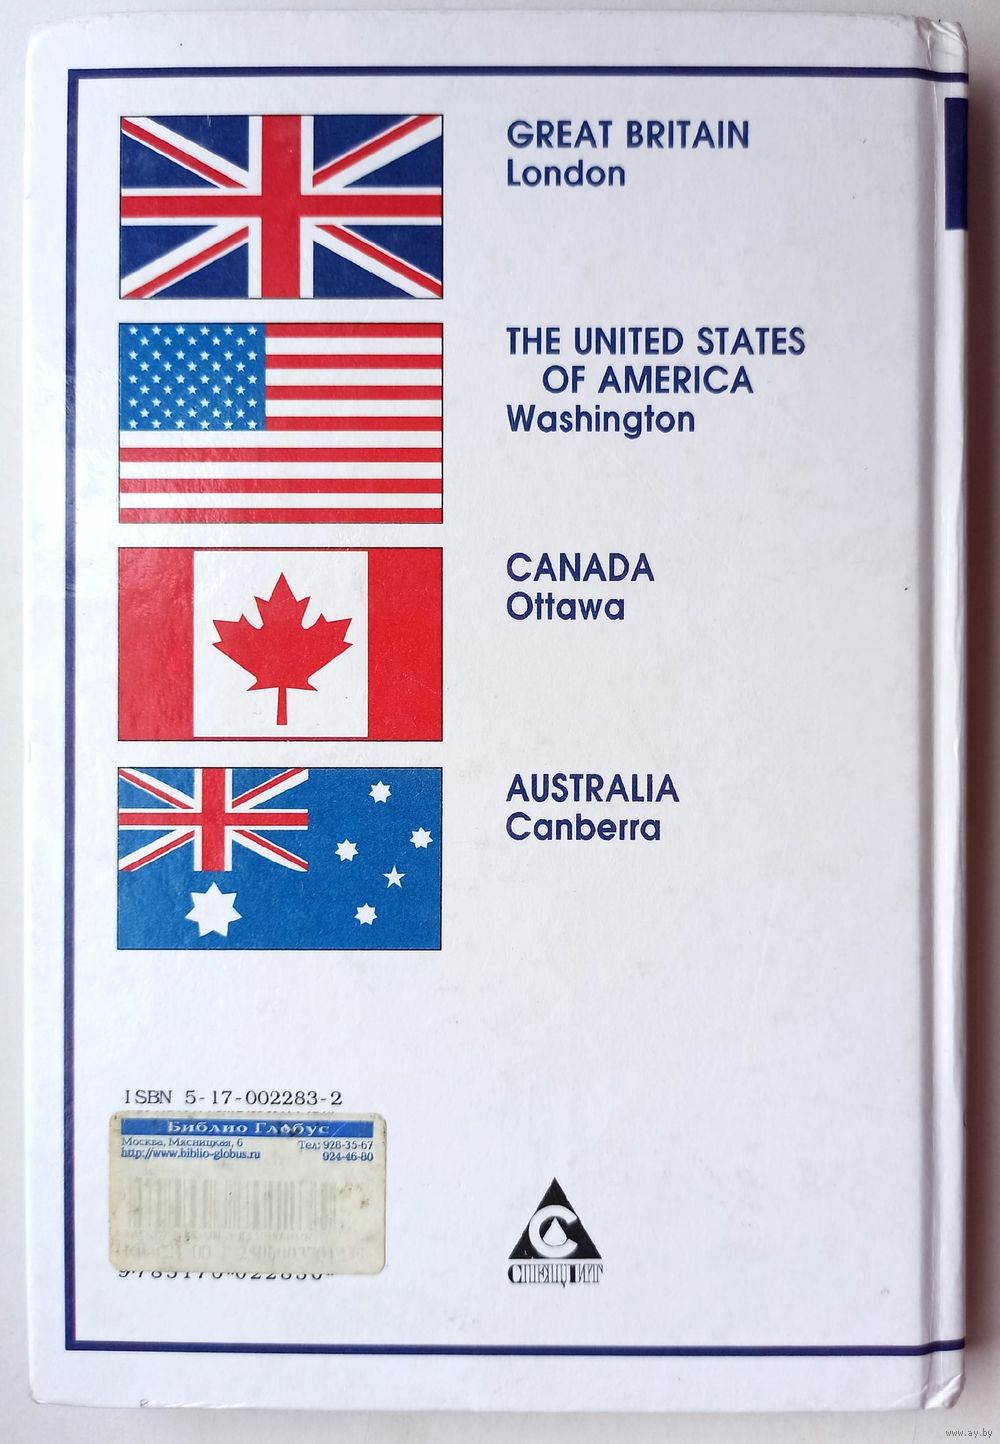 GREAT BRITAIN
London
THE UNITED STATES
OF AMERICA
Washington
CANADA
Ottawa
AUSTRALIA
Canberra
ISBN 5-17-002283-2
Библио Глобус
Москва, Мясницкая, 6 Тел: 928-35-67
http://www.biblio-globus.ru 924-46-80
С
СПЕЦЛИТ
www.ay.by